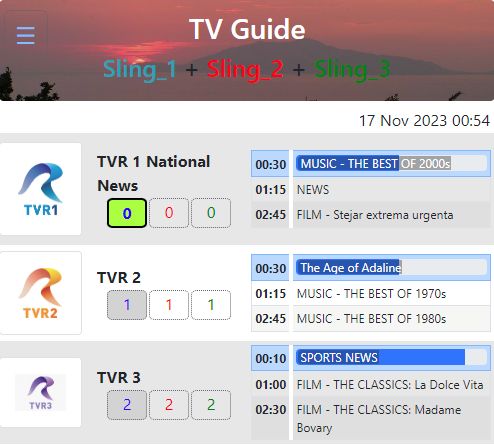 TV Guide
Sling_1 + Sling_2 + Sling_3
17 Nov 2023 00:54
TVR1
TVR 1 National
News
0 0 0
00:30 MUSIC - THE BEST OF 2000s
01:15 NEWS
02:45 FILM - Stejar extrema urgenta
TVR2
TVR 2
1 1 1
00:30 The Age of Adaline
01:15 MUSIC - THE BEST OF 1970s
02:45 MUSIC - THE BEST OF 1980s
TVR3
TVR 3
2 2 2
00:10 SPORTS NEWS
01:00 FILM - THE CLASSICS: La Dolce Vita
02:30 FILM - THE CLASSICS: Madame
Bovary